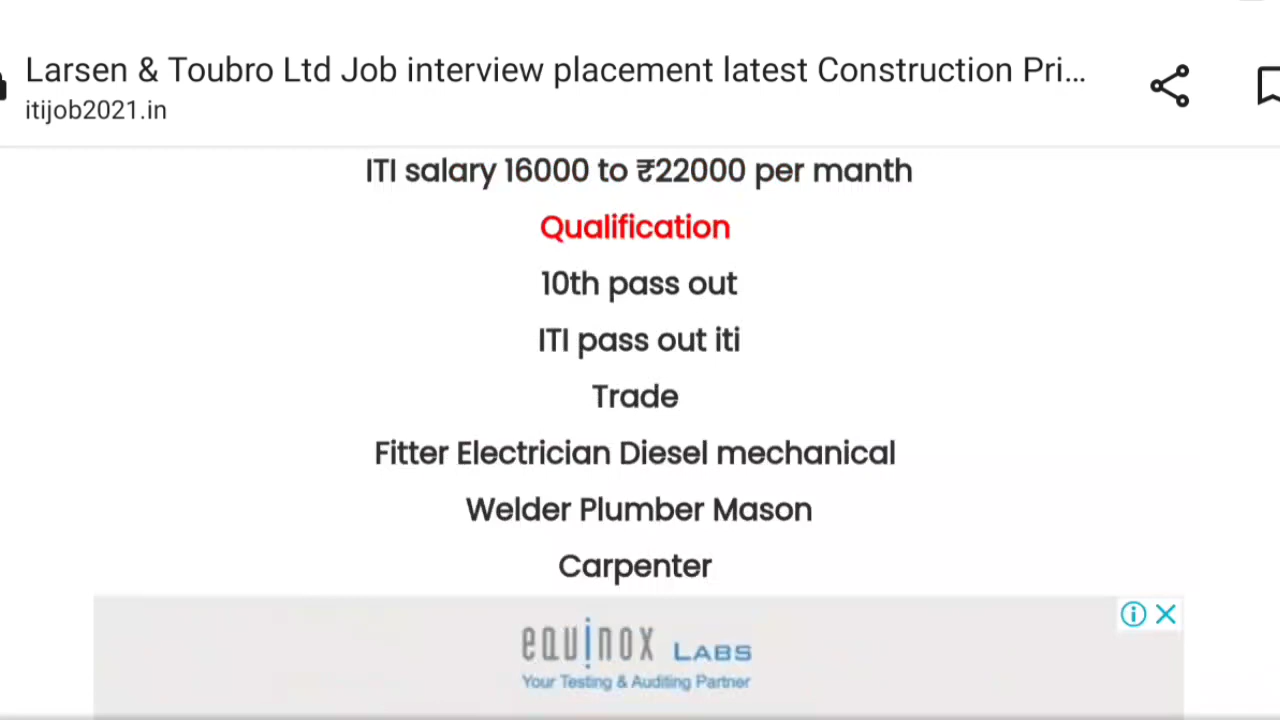 Larsen & Toubro Ltd Job interview placement latest Construction Pri...
itijob2021.in
ITI salary 16000 to ₹22000 per manth
Qualification
10th pass out
ITI pass out iti
Trade
Fitter Electrician Diesel mechanical
Welder Plumber Mason
Carpenter
equinox LABS
Your Testing & Auditing Partner